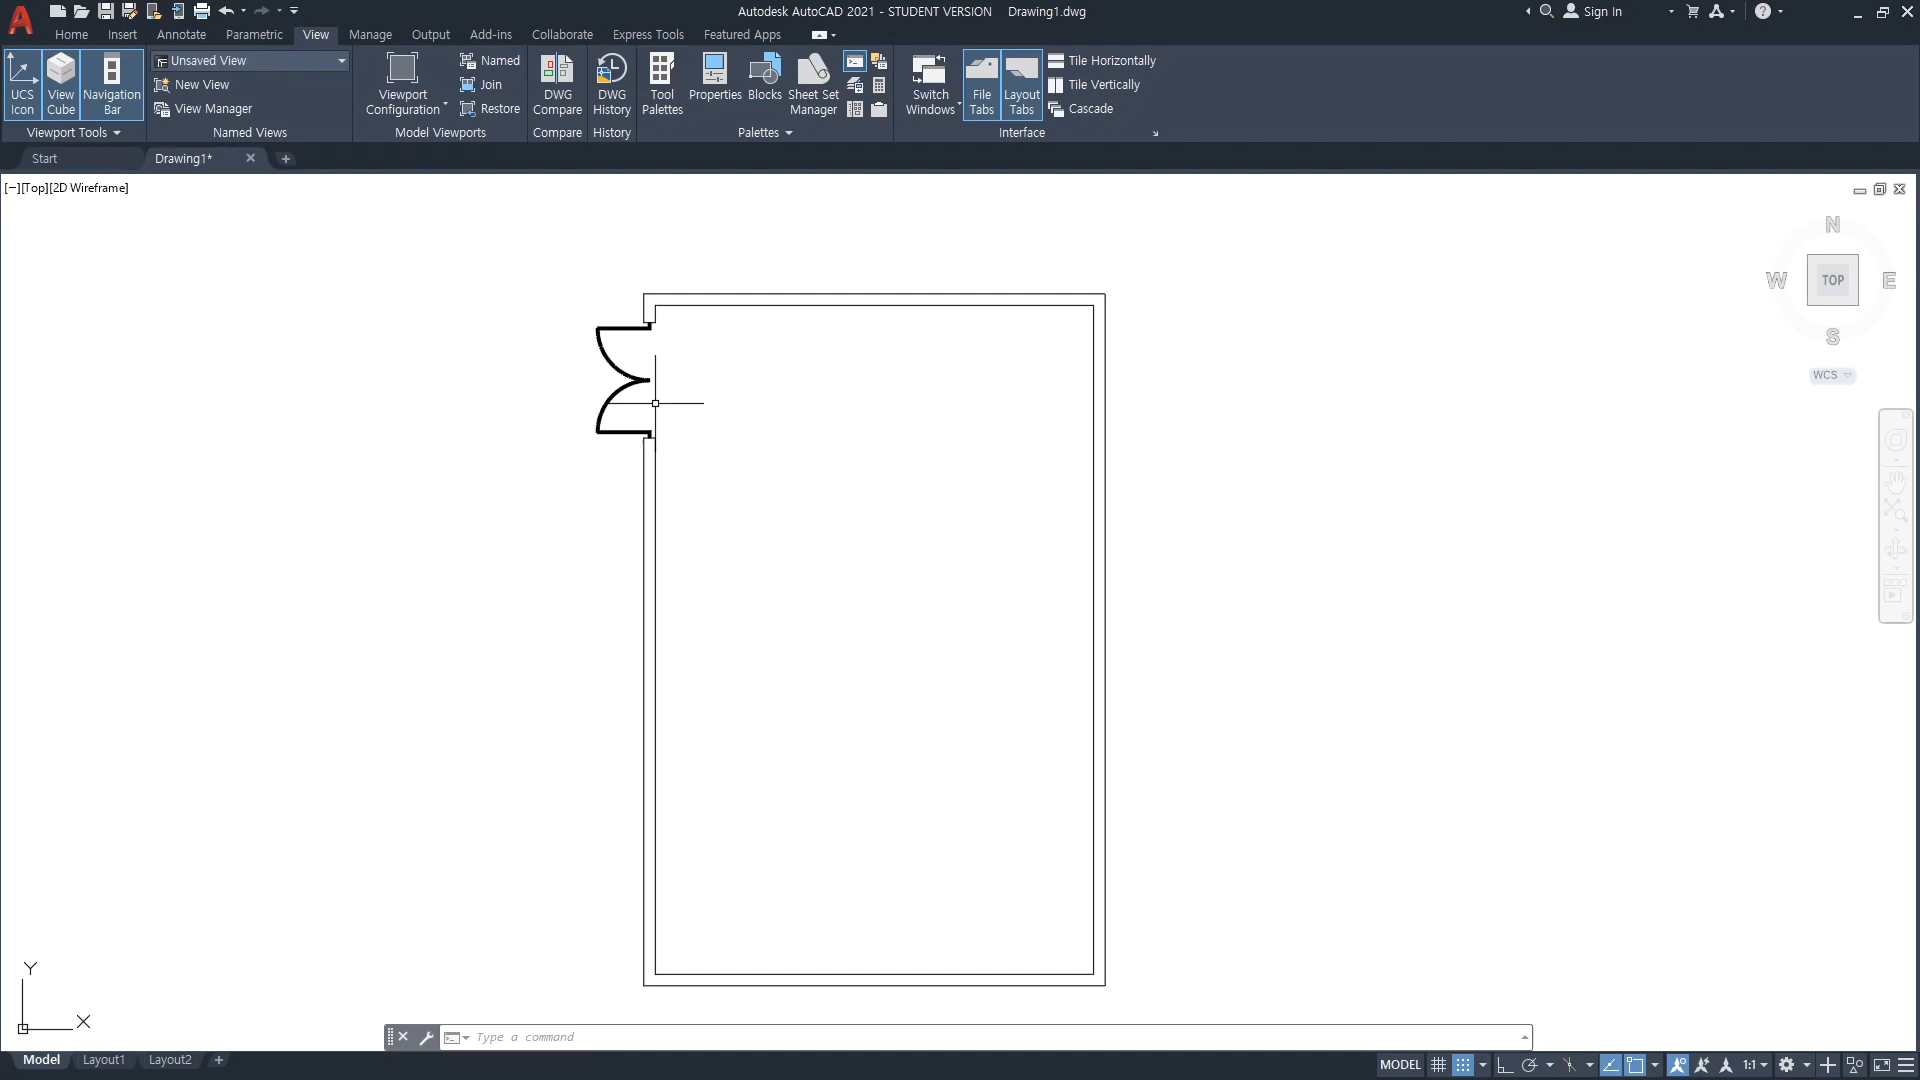 Autodesk AutoCAD 2021 - STUDENT VERSION Drawing1.dwg
Sign In
Home Insert Annotate Parametric View Manage Output Add-ins Collaborate Express Tools Featured Apps
UCS Icon
View Cube
Navigation Bar
Viewport Tools
Unsaved View
New View
View Manager
Named Views
Viewport Configuration
Named
Join
Restore
Model Viewports
DWG Compare
Compare
DWG History
History
Tool Palettes
Properties
Blocks
Sheet Set Manager
Palettes
Switch Windows
File Tabs
Layout Tabs
Tile Horizontally
Tile Vertically
Cascade
Interface
Start
Drawing1*
[−][Top][2D Wireframe]
N
W
TOP
E
S
WCS
Y
X
Type a command
Model Layout1 Layout2
MODEL
1:1